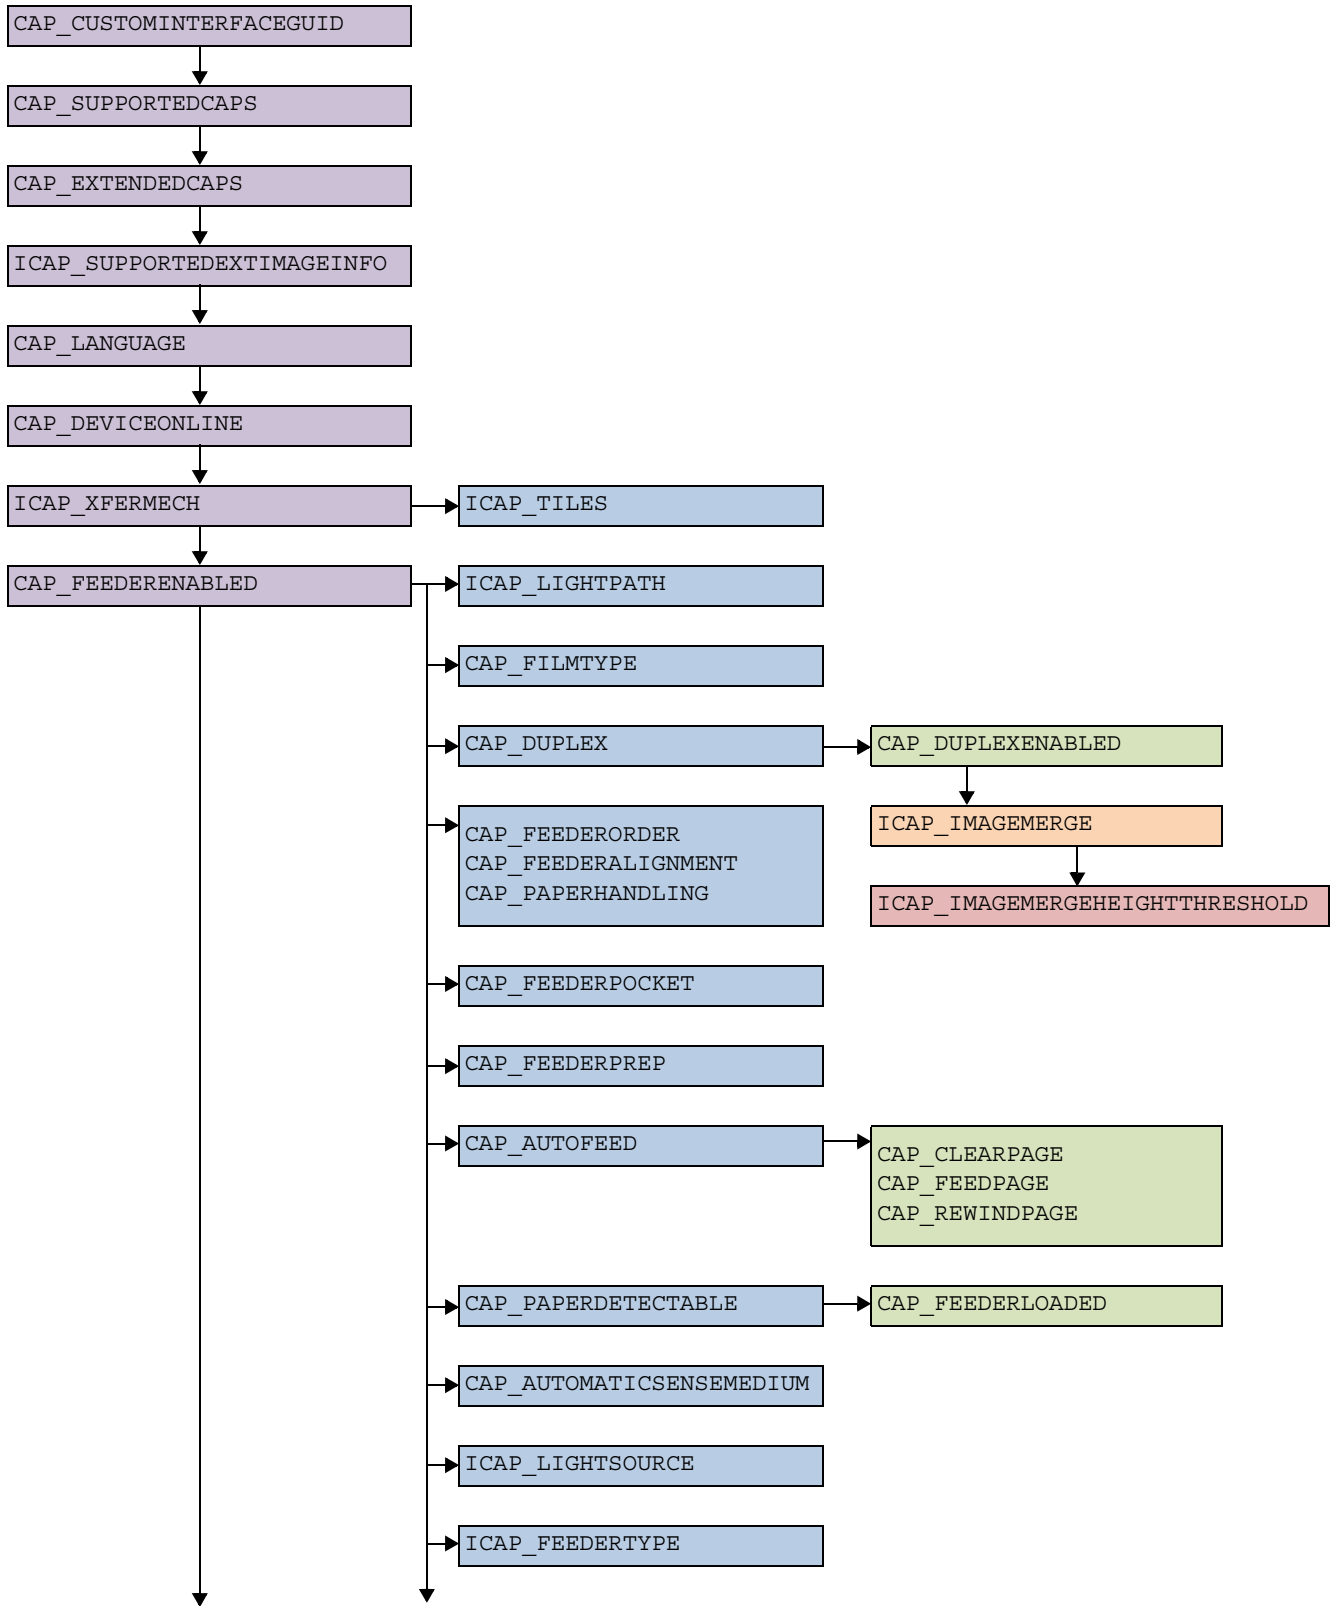 CAP_CUSTOMINTERFACEGUID
CAP_SUPPORTEDCAPS
CAP_EXTENDEDCAPS
ICAP_SUPPORTEDEXTIMAGEINFO
CAP_LANGUAGE
CAP_DEVICEONLINE
ICAP_XFERMECH
ICAP_TILES
CAP_FEEDERENABLED
ICAP_LIGHTPATH
CAP_FILMTYPE
CAP_DUPLEX
CAP_DUPLEXENABLED
ICAP_IMAGEMERGE
ICAP_IMAGEMERGEHEIGHTTHRESHOLD
CAP_FEEDERORDER
CAP_FEEDERALIGNMENT
CAP_PAPERHANDLING
CAP_FEEDERPOCKET
CAP_FEEDERPREP
CAP_AUTOFEED
CAP_CLEARPAGE
CAP_FEEDPAGE
CAP_REWINDPAGE
CAP_PAPERDETECTABLE
CAP_FEEDERLOADED
CAP_AUTOMATICSENSEMEDIUM
ICAP_LIGHTSOURCE
ICAP_FEEDERTYPE